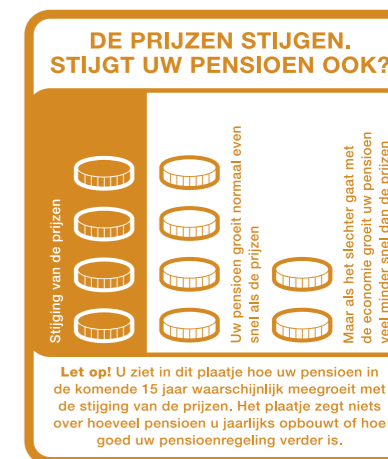 DE PRIJZEN STIJGEN.
STIJGT UW PENSIOEN OOK?
Stijging van de prijzen
Uw pensioen groeit normaal even
snel als de prijzen
Maar als het slechter gaat met
de economie groeit uw pensioen
veel minder snel dan de prijzen
Let op! U ziet in dit plaatje hoe uw pensioen in
de komende 15 jaar waarschijnlijk meegroeit met
de stijging van de prijzen. Het plaatje zegt niets
over hoeveel pensioen u jaarlijks opbouwt of hoe
goed uw pensioenregeling verder is.